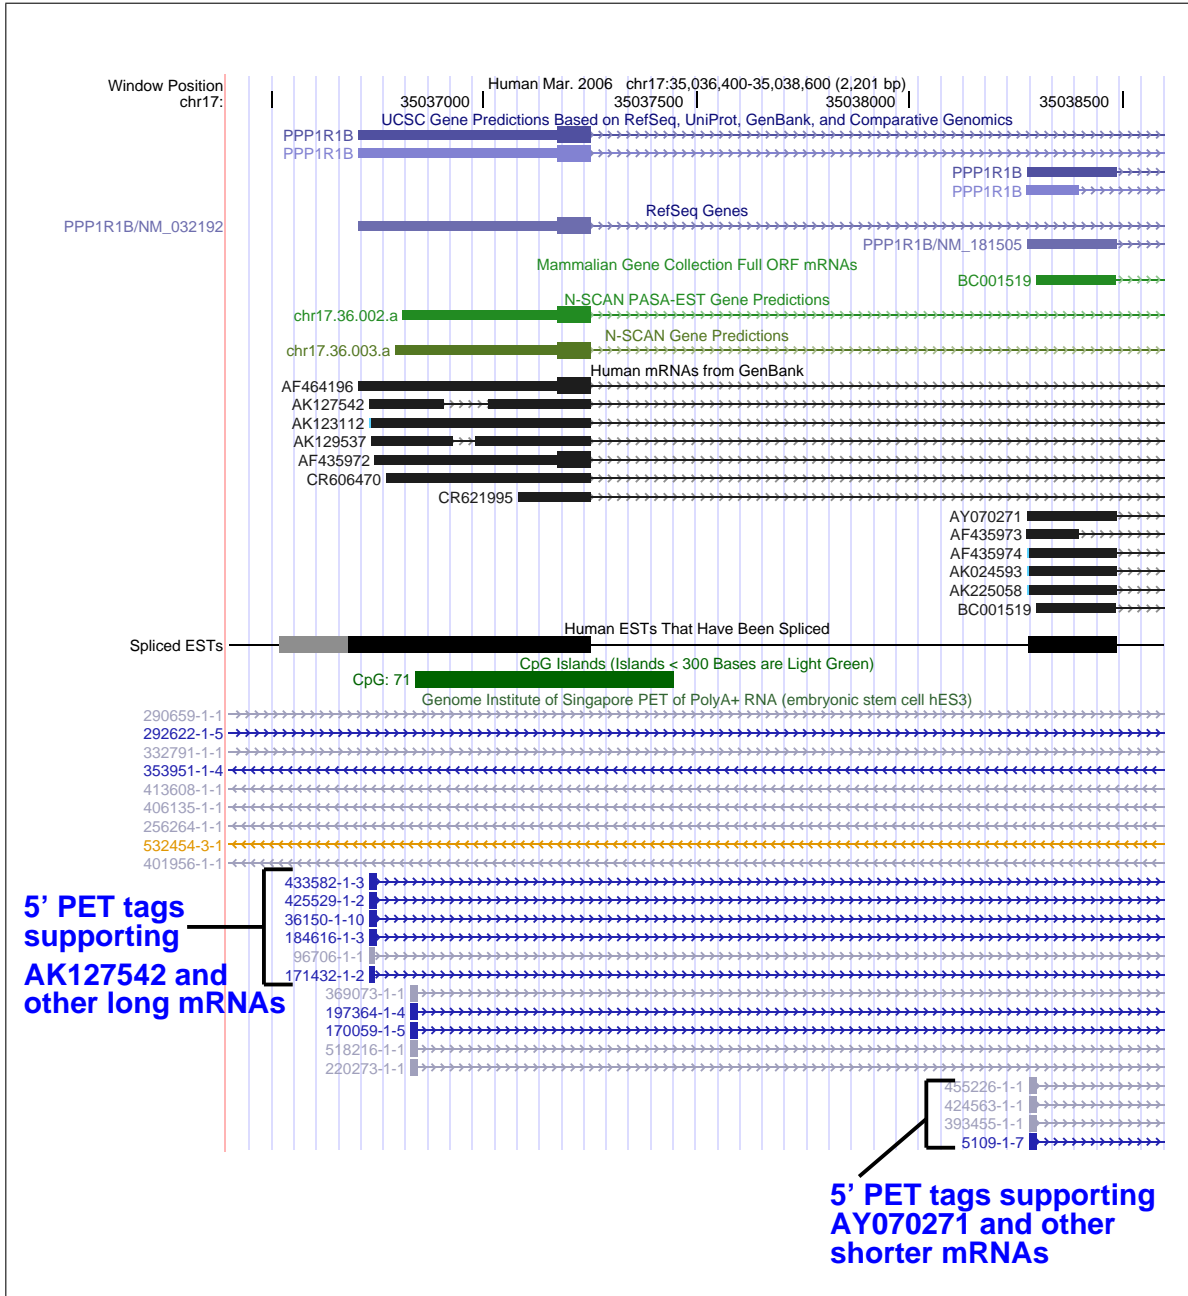 Window Position Human Mar. 2006 chr17:35,036,400-35,038,600 (2,201 bp)
chr17: 35037000 35037500 35038000 35038500
UCSC Gene Predictions Based on RefSeq, UniProt, GenBank, and Comparative Genomics
PPP1R1B
PPP1R1B
PPP1R1B
PPP1R1B
RefSeq Genes
PPP1R1B/NM_032192
PPP1R1B/NM_181505
Mammalian Gene Collection Full ORF mRNAs
BC001519
N-SCAN PASA-EST Gene Predictions
chr17.36.002.a
N-SCAN Gene Predictions
chr17.36.003.a
Human mRNAs from GenBank
AF464196
AK127542
AK123112
AK129537
AF435972
CR606470
CR621995
AY070271
AF435973
AF435974
AK024593
AK225058
BC001519
Human ESTs That Have Been Spliced
Spliced ESTs
CpG Islands (Islands < 300 Bases are Light Green)
CpG: 71
Genome Institute of Singapore PET of PolyA+ RNA (embryonic stem cell hES3)
290659-1-1
292622-1-5
332791-1-1
353951-1-4
413608-1-1
406135-1-1
256264-1-1
532454-3-1
401956-1-1
433582-1-3
425529-1-2
36150-1-10
184616-1-3
96706-1-1
171432-1-2
369073-1-1
197364-1-4
170059-1-5
518216-1-1
220273-1-1
455226-1-1
424563-1-1
393455-1-1
5109-1-7
5’ PET tags
supporting
AK127542 and
other long mRNAs
5’ PET tags supporting
AY070271 and other
shorter mRNAs